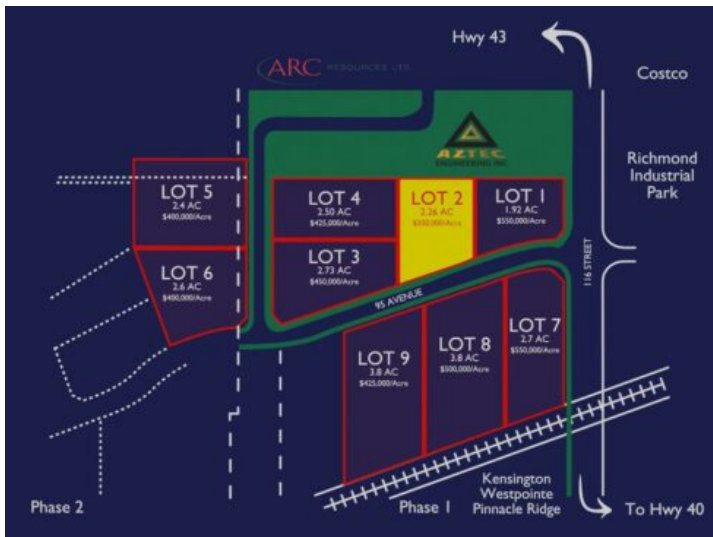 Hwy 43
ARC RESOURCES LTD.
Costco
AZTEC
ENGINEERING INC.
Richmond
Industrial
Park
LOT 5
2.4 AC
$400,000/Acre
LOT 4
2.50 AC
$425,000/Acre
LOT 2
2.26 AC
LOT 1
1.92 AC
$550,000/Acre
LOT 3
2.73 AC
$450,000/Acre
LOT 6
2.6 AC
$400,000/Acre
95 AVENUE
116 STREET
LOT 7
2.7 AC
$550,000/Acre
LOT 8
3.8 AC
$500,000/Acre
LOT 9
3.8 AC
$425,000/Acre
Phase 2
Phase 1
Kensington
Westpointe
Pinnacle Ridge
To Hwy 40